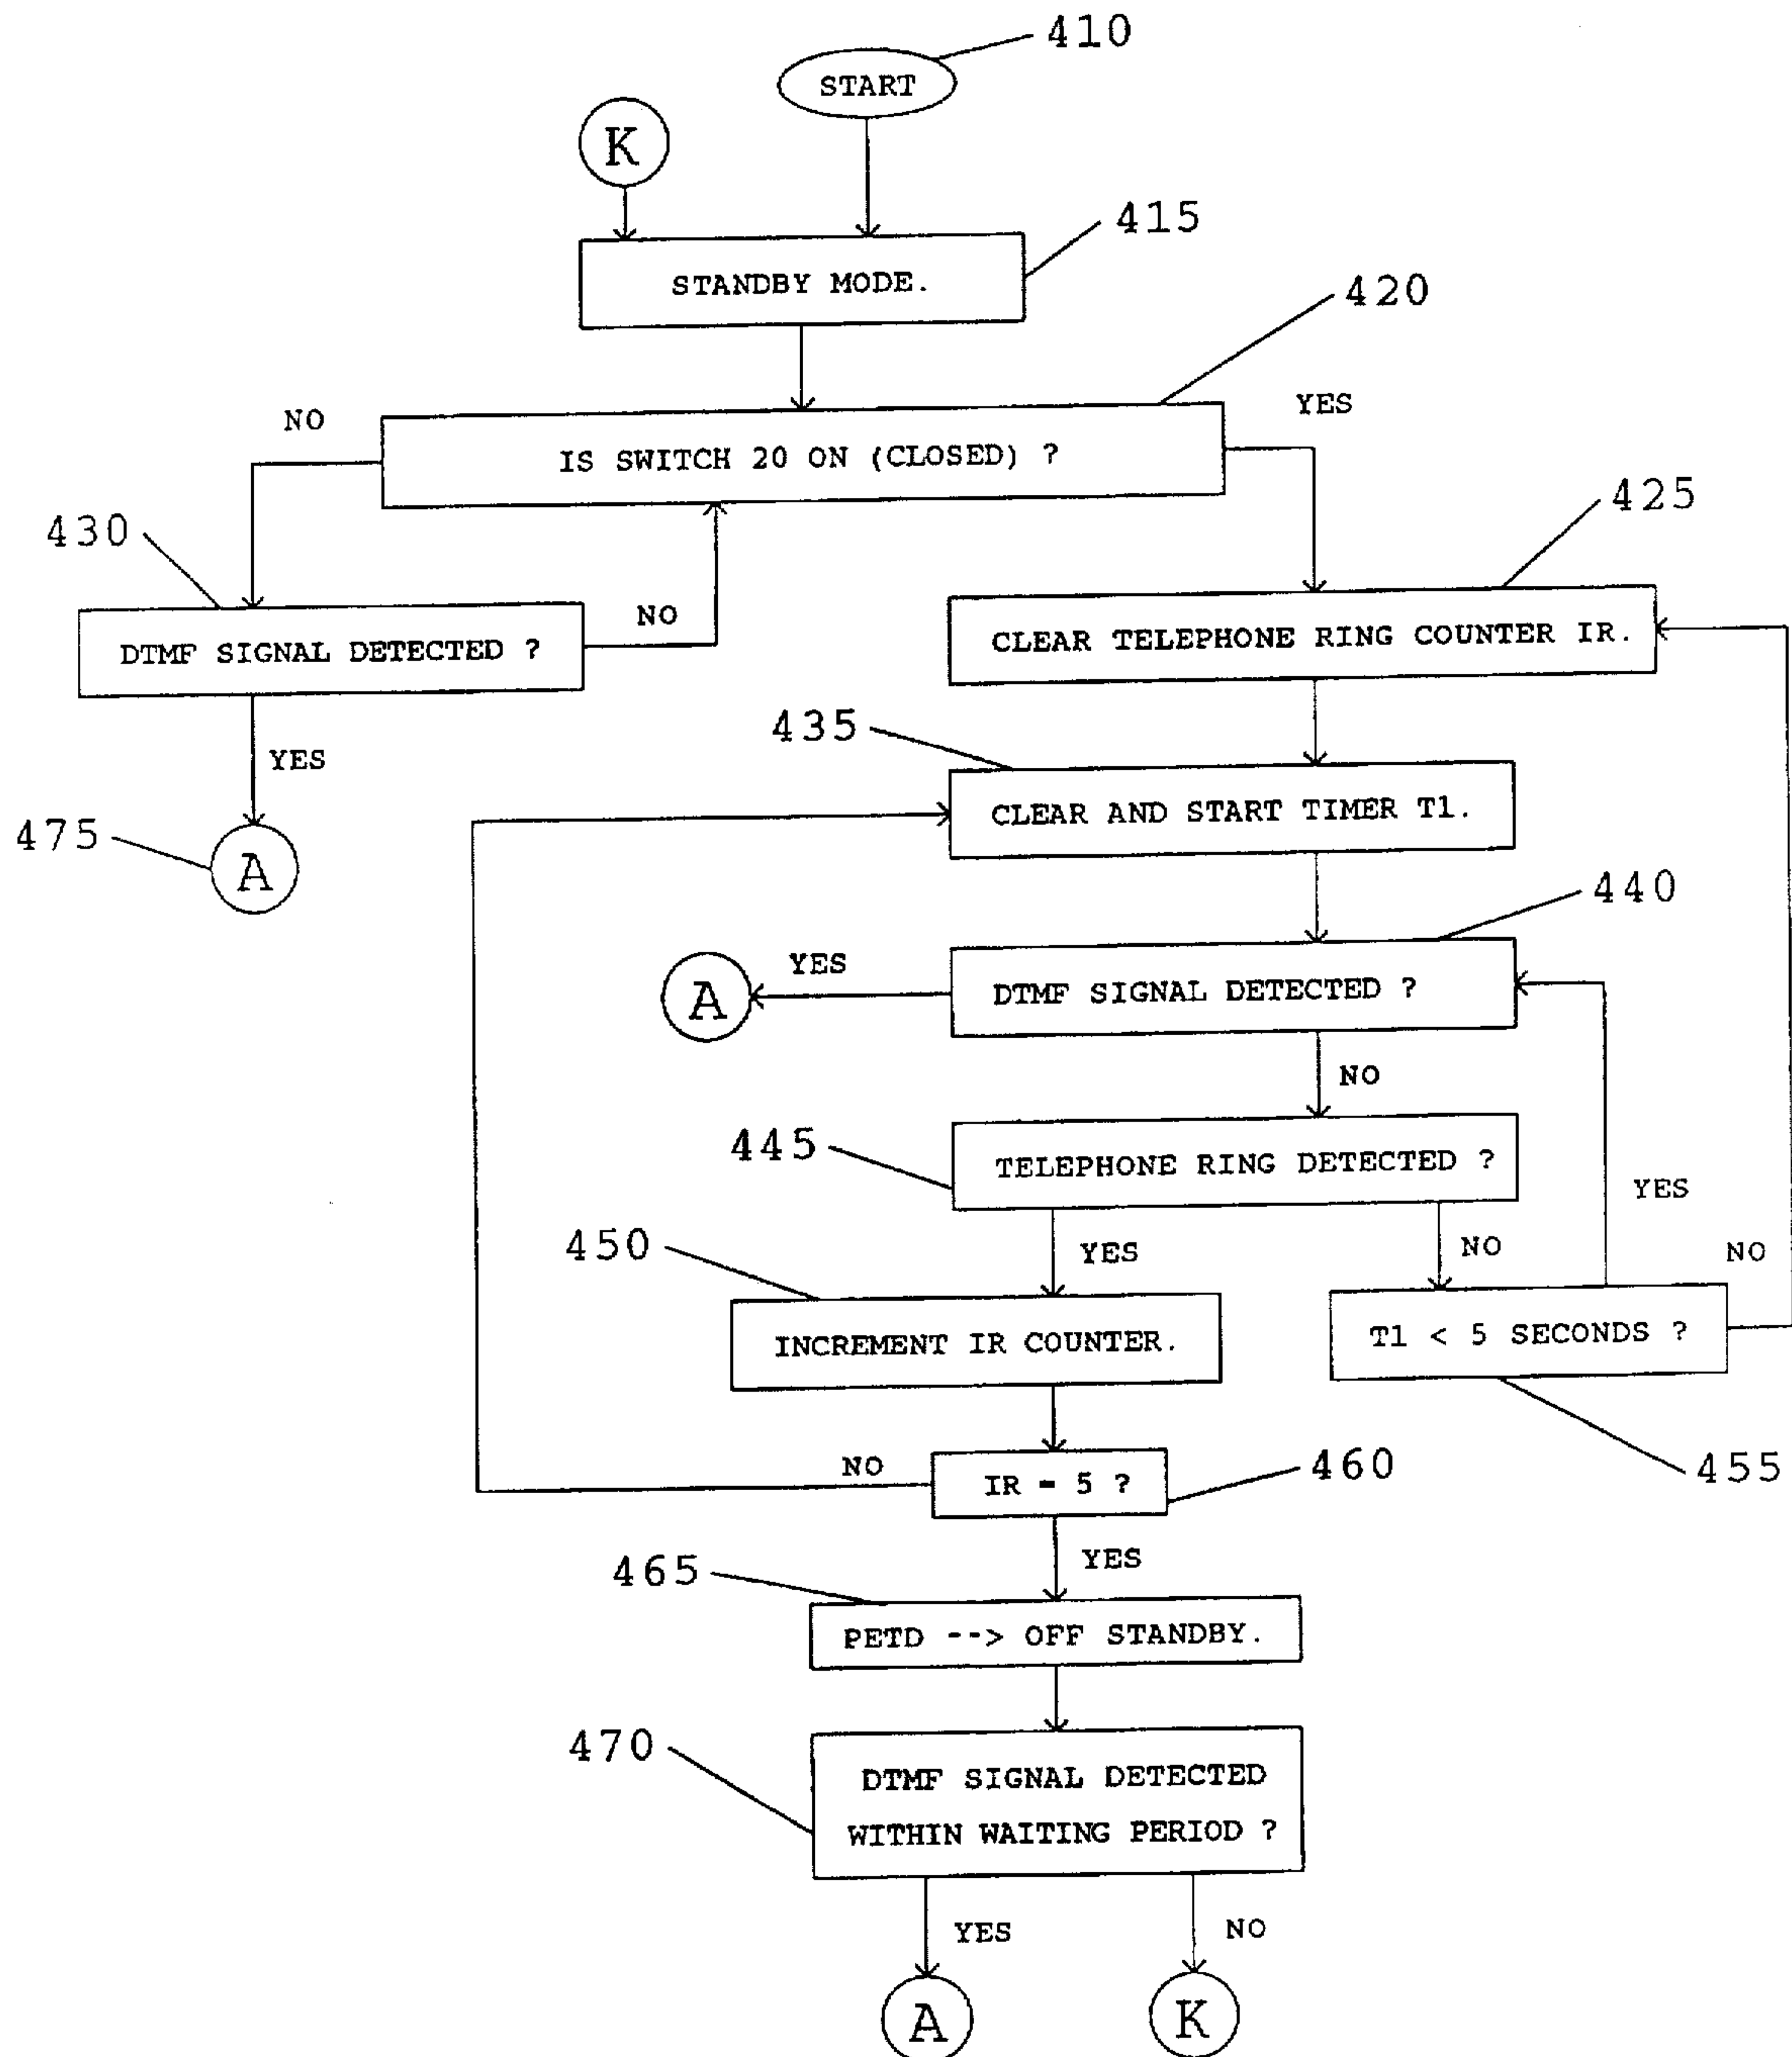 410
START
K
415
STANDBY MODE.
420
NO
YES
IS SWITCH 20 ON (CLOSED) ?
425
430
NO
CLEAR TELEPHONE RING COUNTER IR.
DTMF SIGNAL DETECTED ?
435
YES
CLEAR AND START TIMER T1.
475
A
440
YES
A
DTMF SIGNAL DETECTED ?
NO
445
TELEPHONE RING DETECTED ?
YES
450
YES
NO
NO
INCREMENT IR COUNTER.
T1 < 5 SECONDS ?
NO
IR = 5 ?
460
455
YES
465
PETD --> OFF STANDBY.
470
DTMF SIGNAL DETECTED
WITHIN WAITING PERIOD ?
YES
NO
A
K